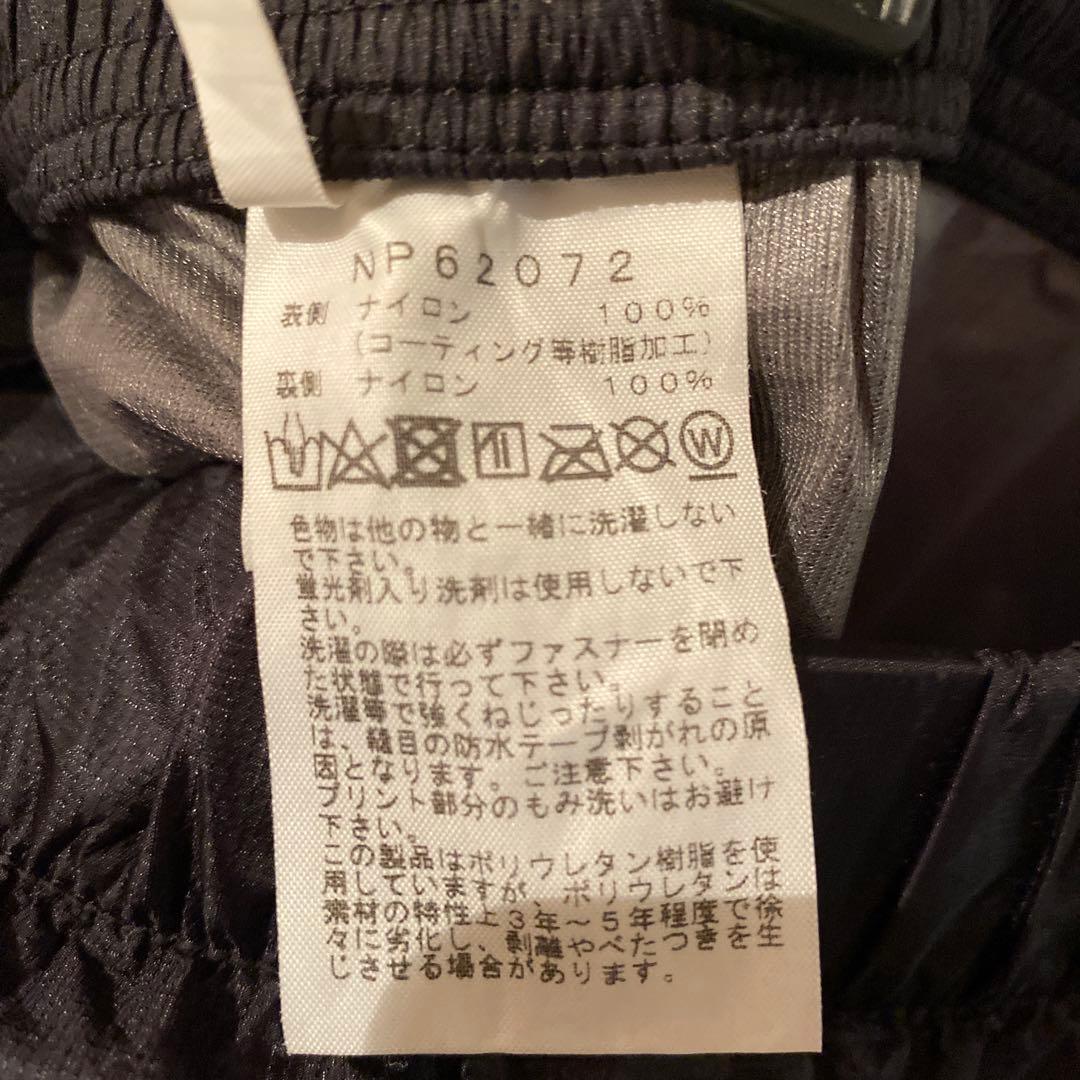 NP62072
表側 ナイロン 100%
(コーティング等樹脂加工)
裏側 ナイロン 100%
W
色物は他の物と一緒に洗濯しない
で下さい。
蛍光剤入り洗剤は使用しないで下
さい。
洗濯の際は必ずファスナーを閉め
た状態で行って下さい。
洗濯等で強くねじったりすること
は、縫目の防水テープ剥がれの原
因となります。ご注意下さい。
プリント部分のもみ洗いはお避け
下さい。
この製品はポリウレタン樹脂を使
用していますが、ポリウレタンは
素材の特性上3年～5年程度で徐
々に劣化し、剥離やべたつきを生
じさせる場合があります。